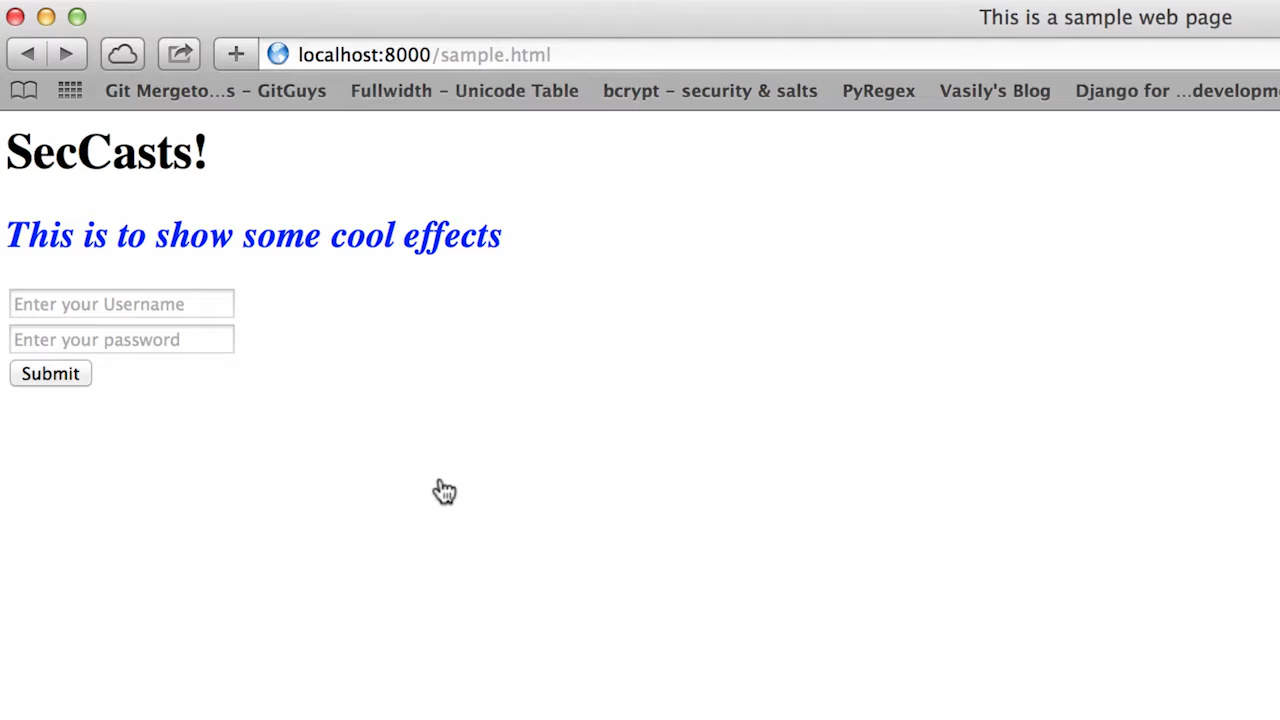 This is a sample web page
localhost:8000/sample.html
Git Mergeto...s – GitGuys Fullwidth – Unicode Table bcrypt – security & salts PyRegex Vasily's Blog Django for ...developm
SecCasts!
This is to show some cool effects
Enter your Username
Enter your password
Submit